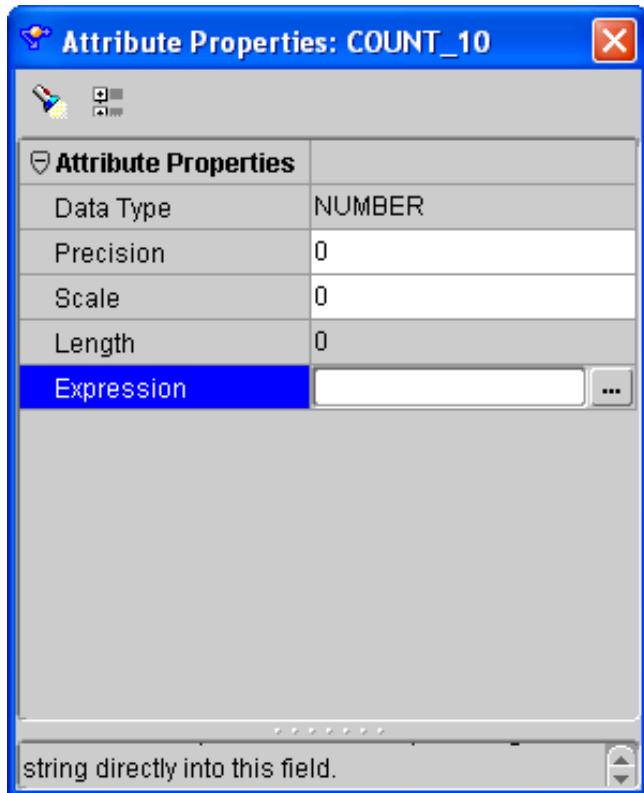 Attribute Properties: COUNT_10
Attribute Properties
Data Type NUMBER
Precision 0
Scale 0
Length 0
Expression ...
string directly into this field.